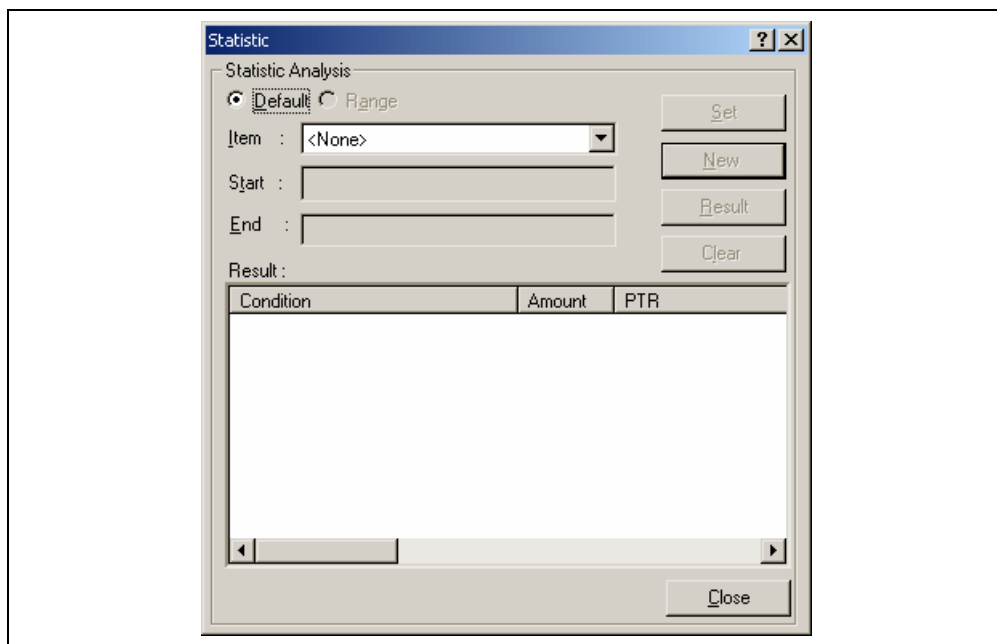 Statistic
Statistic Analysis
Default Range
Item : <None>
Start :
End :
Set
New
Result
Clear
Result :
Condition Amount PTR
Close